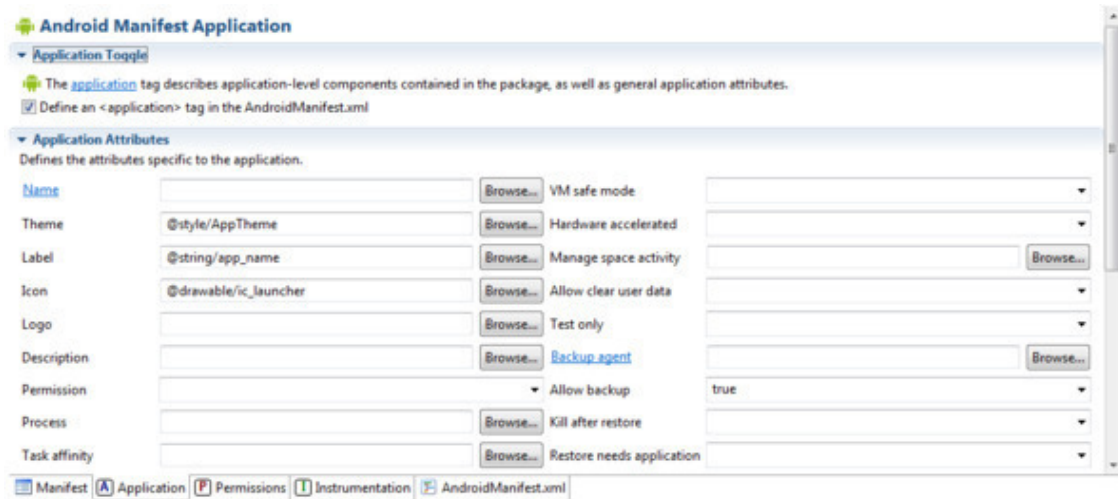 Android Manifest Application
Application Toggle
The application tag describes application-level components contained in the package, as well as general application attributes.
Define an <application> tag in the AndroidManifest.xml
Application Attributes
Defines the attributes specific to the application.
Name Browse... VM safe mode
Theme @style/AppTheme Browse... Hardware accelerated
Label @string/app_name Browse... Manage space activity Browse...
Icon @drawable/ic_launcher Browse... Allow clear user data
Logo Browse... Test only
Description Browse... Backup agent Browse...
Permission Allow backup true
Process Browse... Kill after restore
Task affinity Browse... Restore needs application
Manifest A Application P Permissions I Instrumentation AndroidManifest.xml